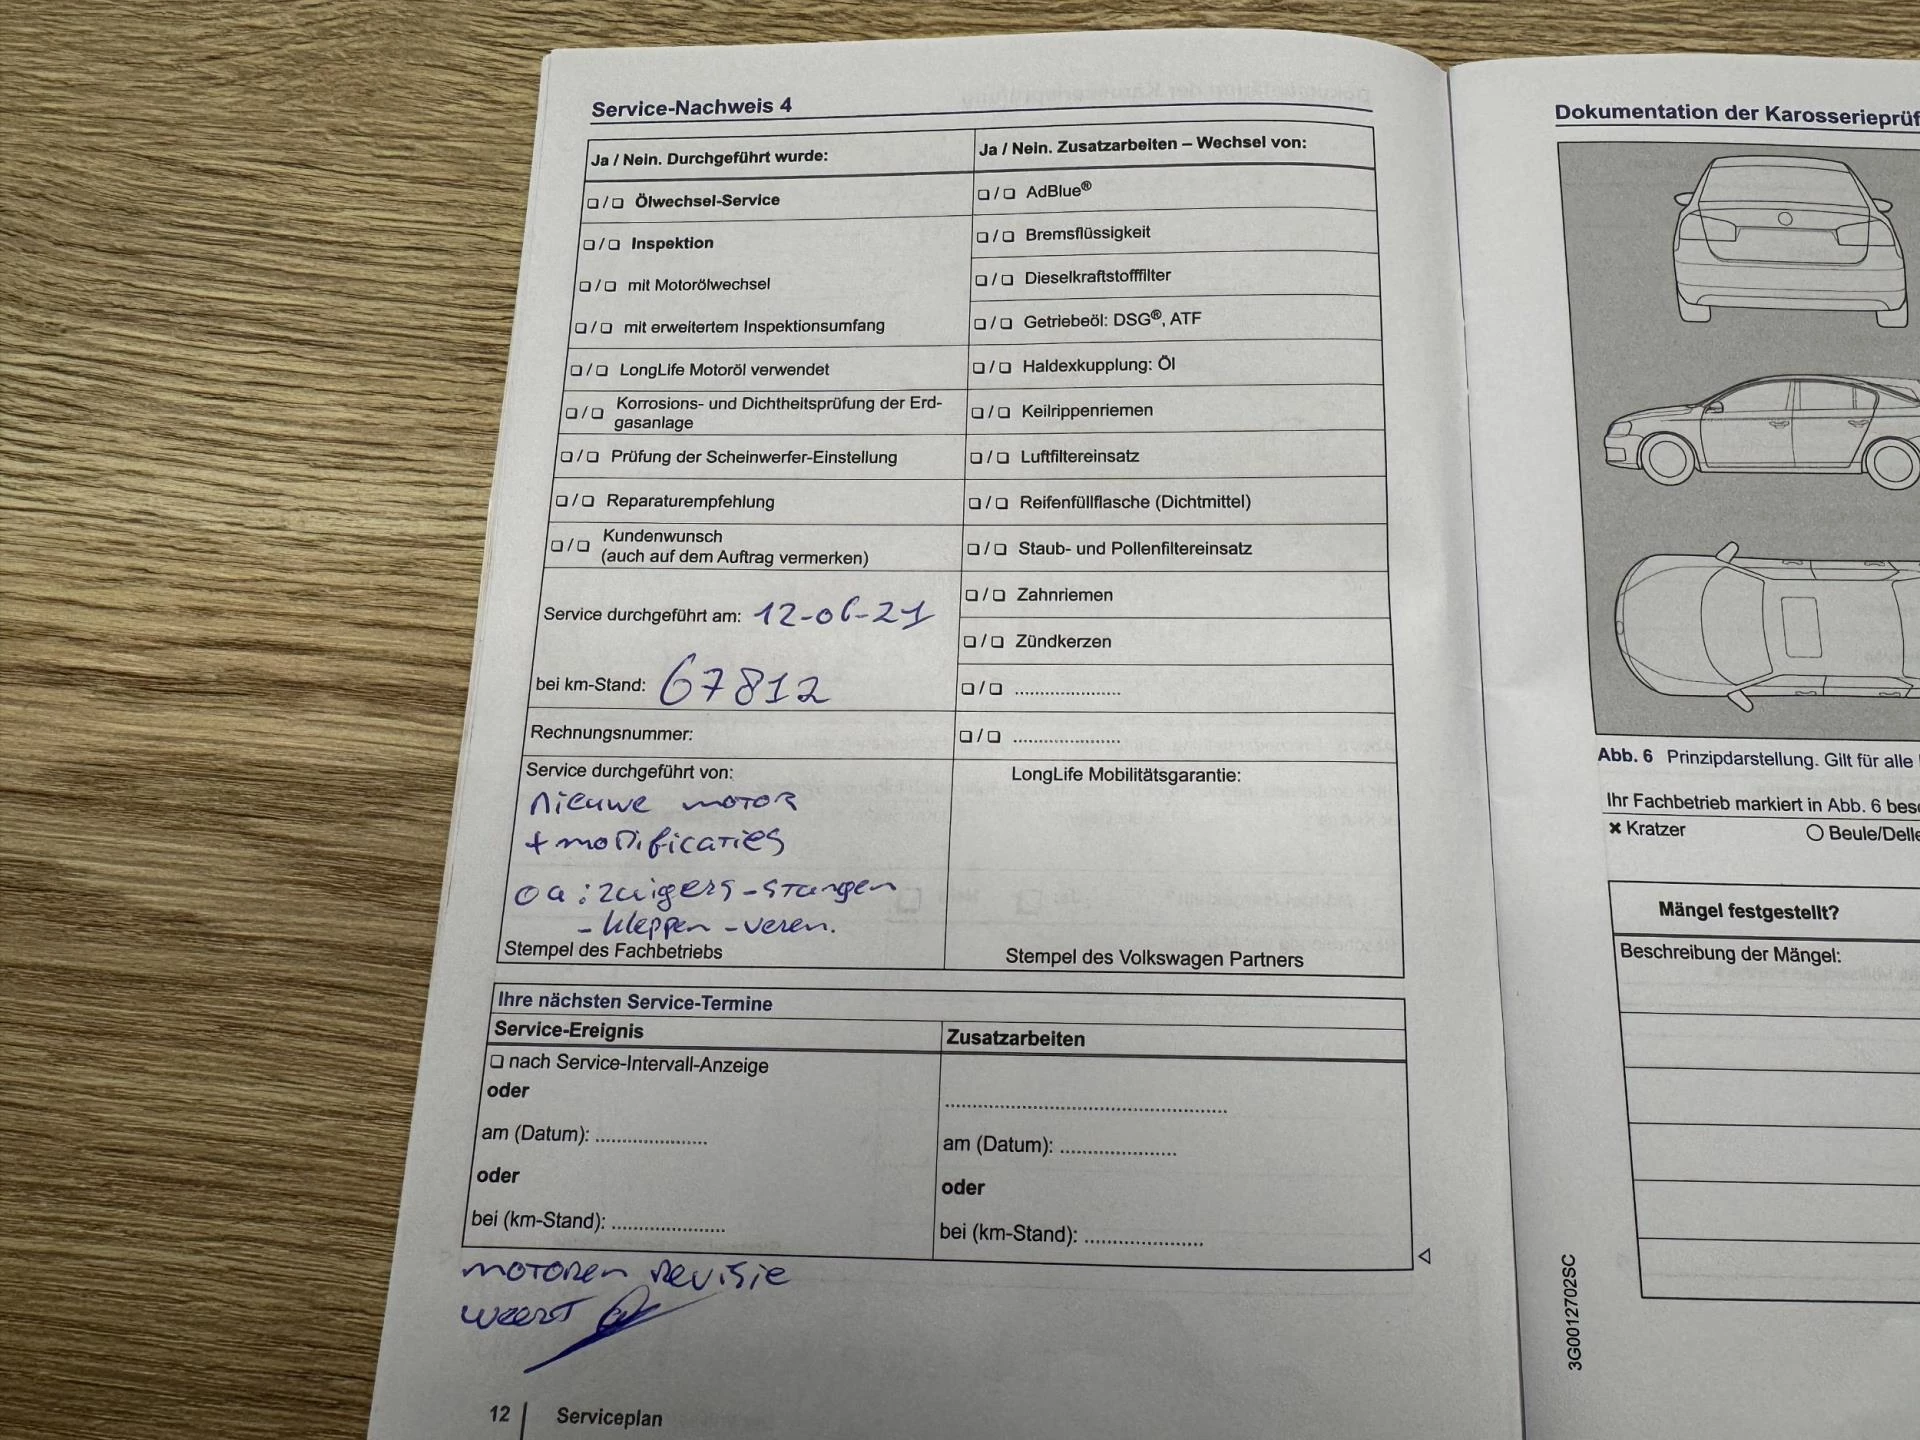 Service-Nachweis 4
Ja / Nein. Durchgeführt wurde:
❑ / ❑ Ölwechsel-Service
❑ / ❑ Inspektion
❑ / ❑ mit Motorölwechsel
❑ / ❑ mit erweitertem Inspektionsumfang
❑ / ❑ LongLife Motoröl verwendet
❑ / ❑ Korrosions- und Dichtheitsprüfung der Erd-
gasanlage
❑ / ❑ Prüfung der Scheinwerfer-Einstellung
❑ / ❑ Reparaturempfehlung
❑ / ❑ Kundenwunsch
(auch auf dem Auftrag vermerken)
Service durchgeführt am: 12-06-21
bei km-Stand: 67812
Rechnungsnummer:
Service durchgeführt von:
nieuwe motor
+ modificaties
oa: zuigers - stangen
- kleppen - veren.
Stempel des Fachbetriebs
Ja / Nein. Zusatzarbeiten – Wechsel von:
❑ / ❑ AdBlue®
❑ / ❑ Bremsflüssigkeit
❑ / ❑ Dieselkraftstofffilter
❑ / ❑ Getriebeöl: DSG®, ATF
❑ / ❑ Haldexkupplung: Öl
❑ / ❑ Keilrippenriemen
❑ / ❑ Luftfiltereinsatz
❑ / ❑ Reifenfüllflasche (Dichtmittel)
❑ / ❑ Staub- und Pollenfiltereinsatz
❑ / ❑ Zahnriemen
❑ / ❑ Zündkerzen
❑ / ❑ .....................
❑ / ❑ .....................
LongLife Mobilitätsgarantie:
Stempel des Volkswagen Partners
Ihre nächsten Service-Termine
Service-Ereignis
❑ nach Service-Intervall-Anzeige
oder
am (Datum): .....................
oder
bei (km-Stand): .....................
Zusatzarbeiten
.....................................................
am (Datum): .....................
oder
bei (km-Stand): .....................
motoren revisie
weert
12 Serviceplan
Dokumentation der Karosserieprüf
Abb. 6 Prinzipdarstellung. Gilt für alle
Ihr Fachbetrieb markiert in Abb. 6 besc
✖ Kratzer ○ Beule/Delle
Mängel festgestellt?
Beschreibung der Mängel:
3G0012702SC